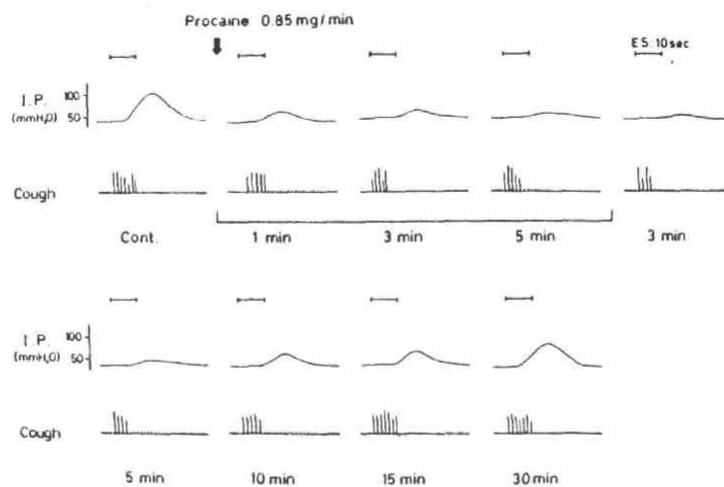 Procaine 0.85 mg/min
E S. 10 sec
I. P.
(mmH₂O)
100
50
Cough
Cont. 1 min 3 min 5 min 3 min
I. P.
(mmH₂O)
100
50
Cough
5 min 10 min 15 min 30 min